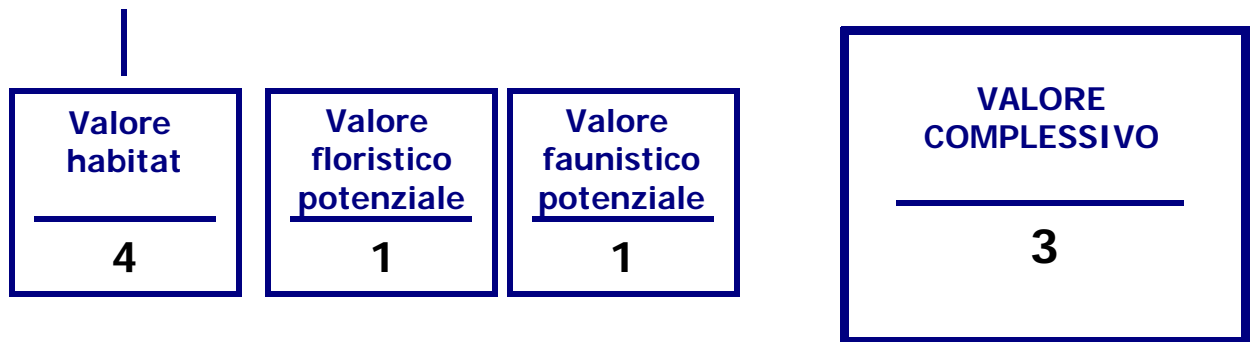 Valore
habitat
4
Valore
floristico
potenziale
1
Valore
faunistico
potenziale
1
VALORE
COMPLESSIVO
3